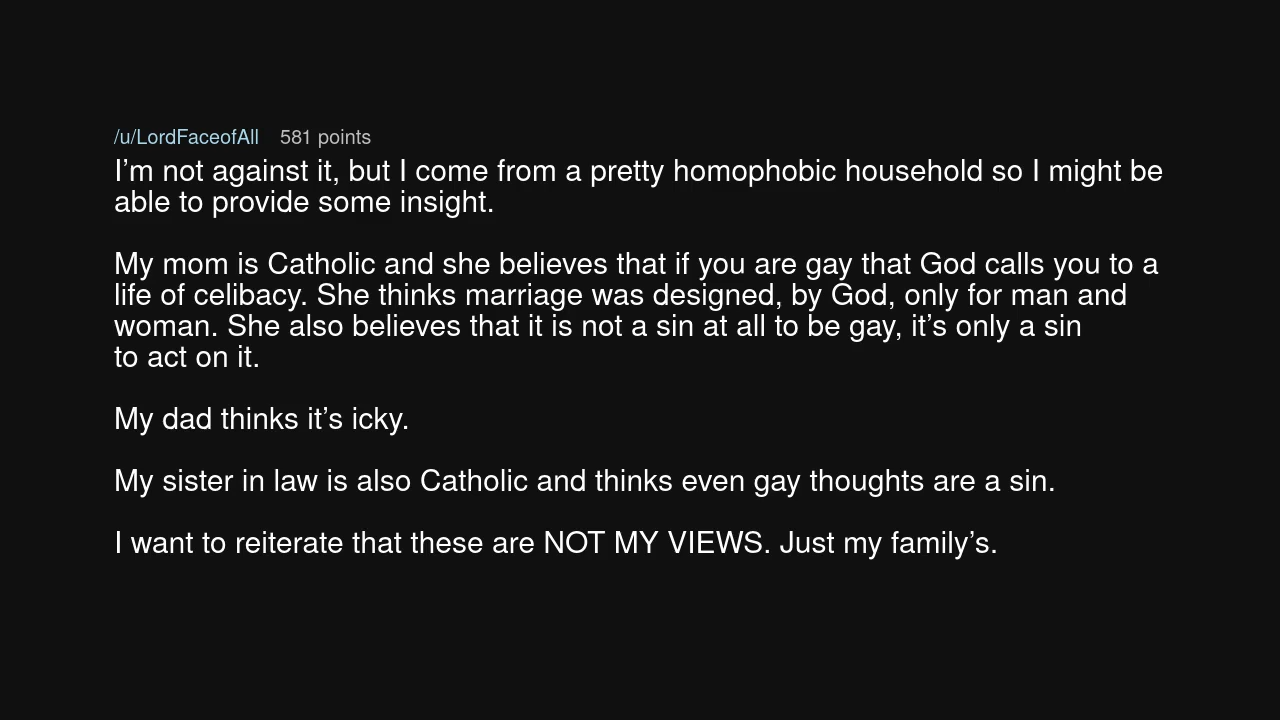 /u/LordFaceofAll 581 points
I’m not against it, but I come from a pretty homophobic household so I might be
able to provide some insight.
My mom is Catholic and she believes that if you are gay that God calls you to a
life of celibacy. She thinks marriage was designed, by God, only for man and
woman. She also believes that it is not a sin at all to be gay, it’s only a sin
to act on it.
My dad thinks it’s icky.
My sister in law is also Catholic and thinks even gay thoughts are a sin.
I want to reiterate that these are NOT MY VIEWS. Just my family’s.